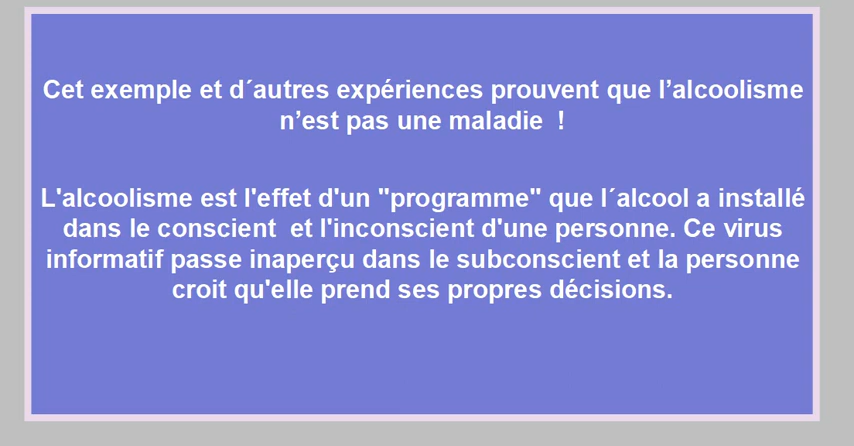 Cet exemple et d´autres expériences prouvent que l’alcoolisme
n’est pas une maladie  !
L'alcoolisme est l'effet d'un "programme" que l´alcool a installé
dans le conscient  et l'inconscient d'une personne. Ce virus
informatif passe inaperçu dans le subconscient et la personne
croit qu'elle prend ses propres décisions.